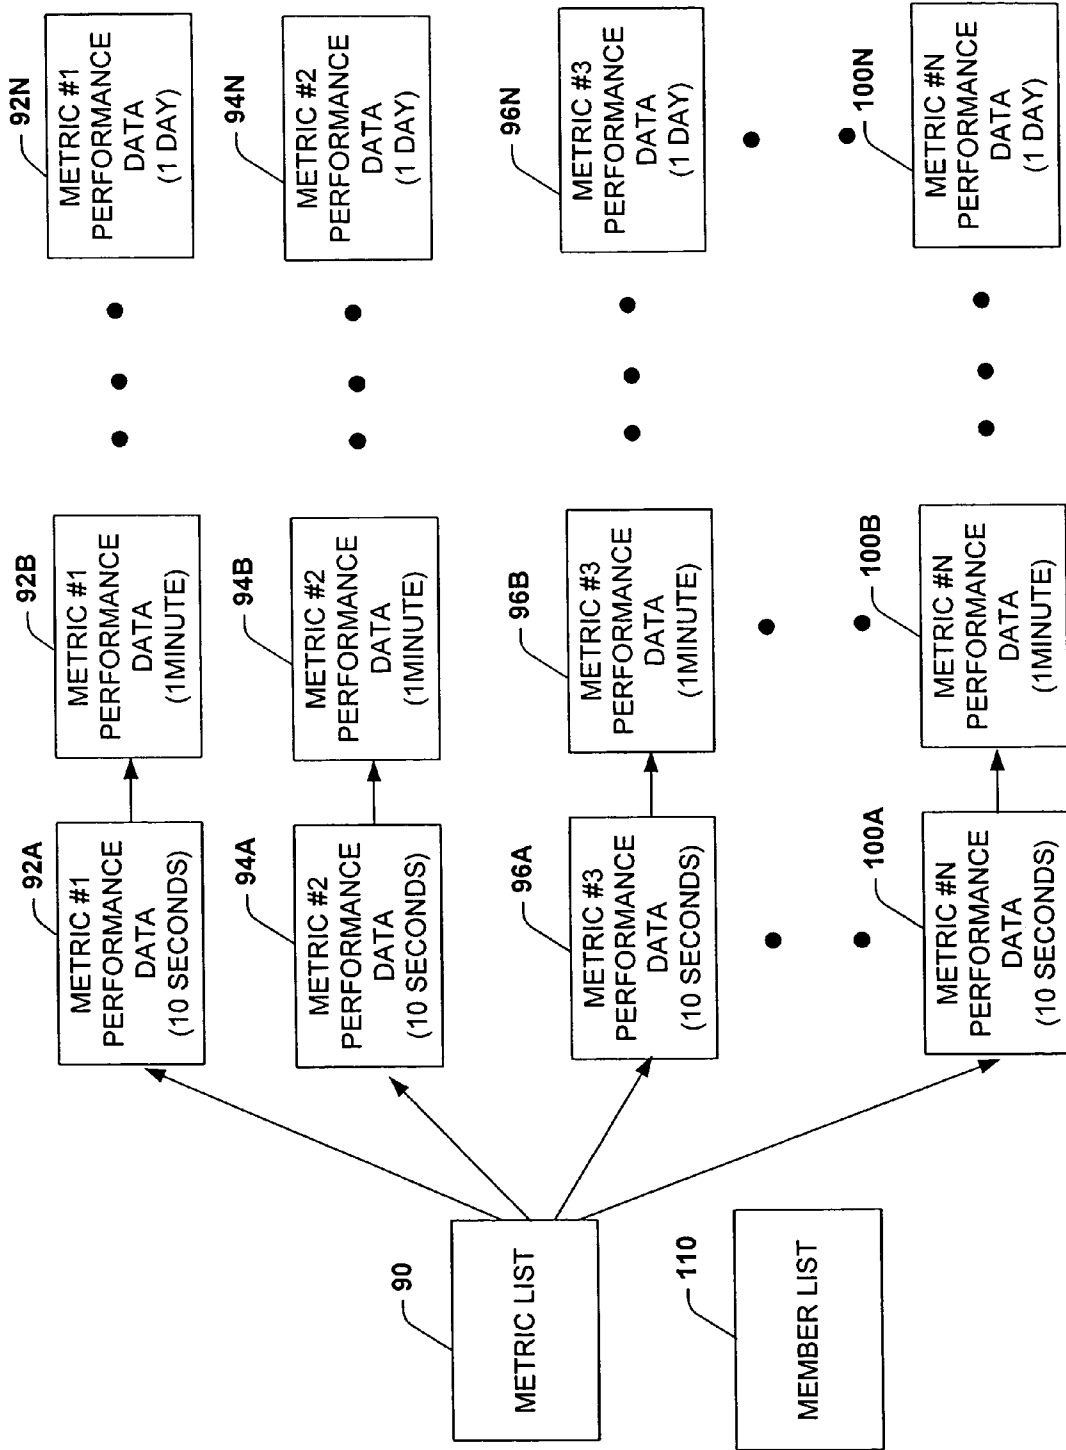 92A
METRIC #1
PERFORMANCE
DATA
(10 SECONDS)
92B
METRIC #1
PERFORMANCE
DATA
(1MINUTE)
92N
METRIC #1
PERFORMANCE
DATA
(1 DAY)
94A
METRIC #2
PERFORMANCE
DATA
(10 SECONDS)
94B
METRIC #2
PERFORMANCE
DATA
(1MINUTE)
94N
METRIC #2
PERFORMANCE
DATA
(1 DAY)
90
METRIC LIST
96A
METRIC #3
PERFORMANCE
DATA
(10 SECONDS)
96B
METRIC #3
PERFORMANCE
DATA
(1MINUTE)
96N
METRIC #3
PERFORMANCE
DATA
(1 DAY)
110
MEMBER LIST
100A
METRIC #N
PERFORMANCE
DATA
(10 SECONDS)
100B
METRIC #N
PERFORMANCE
DATA
(1MINUTE)
100N
METRIC #N
PERFORMANCE
DATA
(1 DAY)